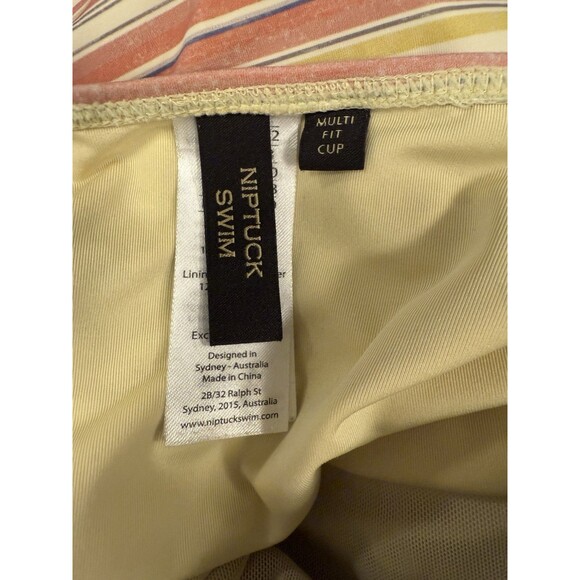 MULTI
FIT
CUP
NIPTUCK
SWIM
Designed in
Sydney - Australia
Made in China
2B/32 Ralph St
Sydney, 2015, Australia
www.niptuckswim.com